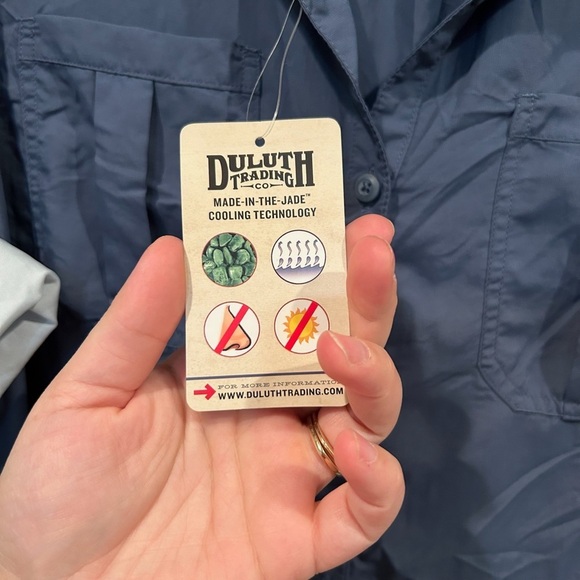 DULUTH
TRADING
CO
MADE-IN-THE-JADE™
COOLING TECHNOLOGY
FOR MORE INFORMATION
WWW.DULUTHTRADING.COM